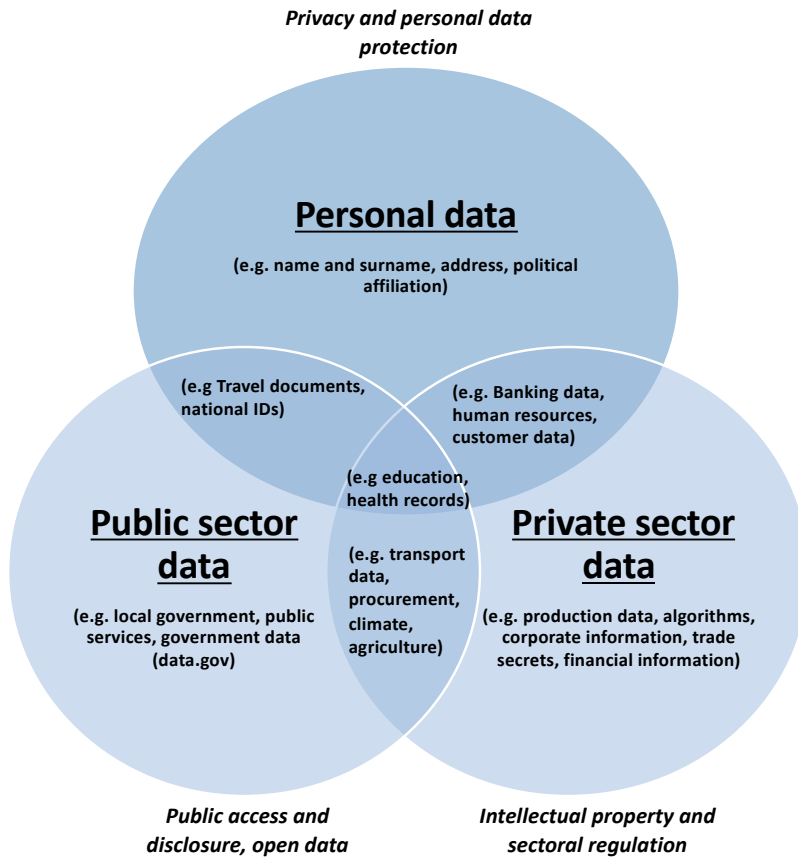 Privacy and personal data
protection
Personal data
(e.g. name and surname, address, political
affiliation)
(e.g Travel documents,
national IDs)
(e.g. Banking data,
human resources,
customer data)
(e.g education,
health records)
Public sector
data
(e.g. local government, public
services, government data
(data.gov)
(e.g. transport
data,
procurement,
climate,
agriculture)
Private sector
data
(e.g. production data, algorithms,
corporate information, trade
secrets, financial information)
Public access and
disclosure, open data
Intellectual property and
sectoral regulation